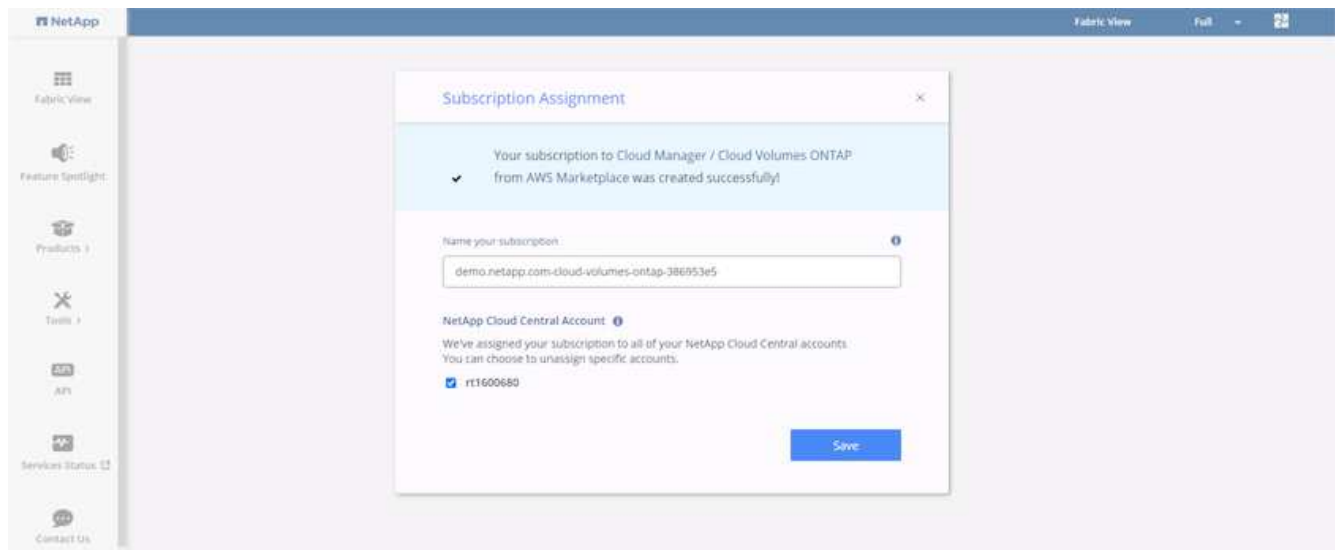 NetApp
Fabric View
Full
Fabric View
Feature Spotlight
Products
Tools
API
API
Services Status
Contact Us
Subscription Assignment
Your subscription to Cloud Manager / Cloud Volumes ONTAP
from AWS Marketplace was created successfully!
Name your subscription
demo.netapp.com-cloud-volumes-ontap-386953e5
NetApp Cloud Central Account
We've assigned your subscription to all of your NetApp Cloud Central accounts
You can choose to unassign specific accounts.
rt1600680
Save